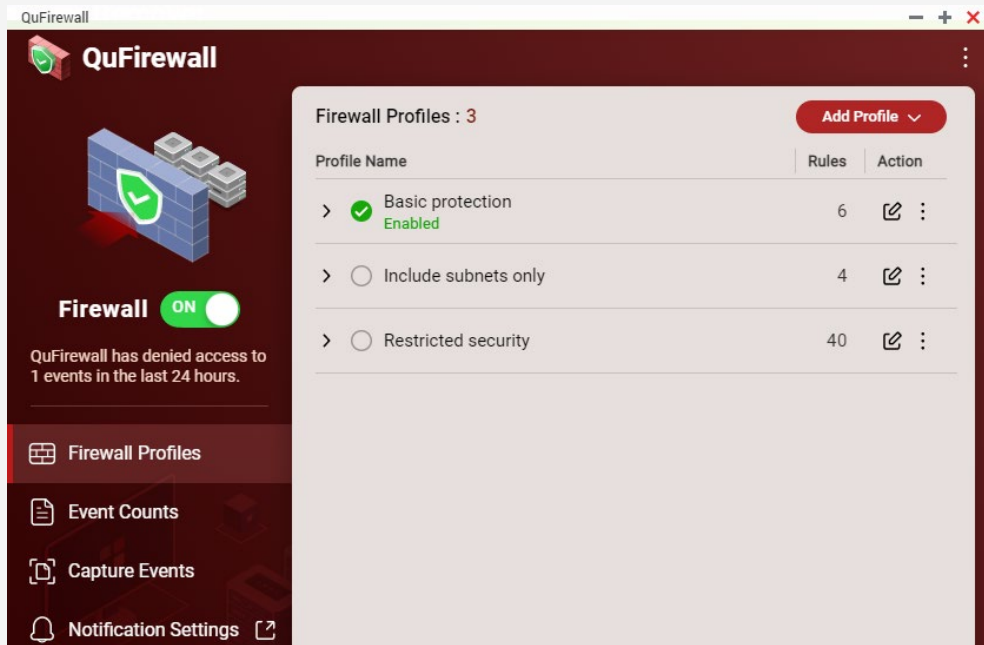 QuFirewall
QuFirewall
Firewall Profiles : 3
Add Profile
Profile Name Rules Action
Basic protection 6
Enabled
Include subnets only 4
Restricted security 40
Firewall ON
QuFirewall has denied access to
1 events in the last 24 hours.
Firewall Profiles
Event Counts
Capture Events
Notification Settings